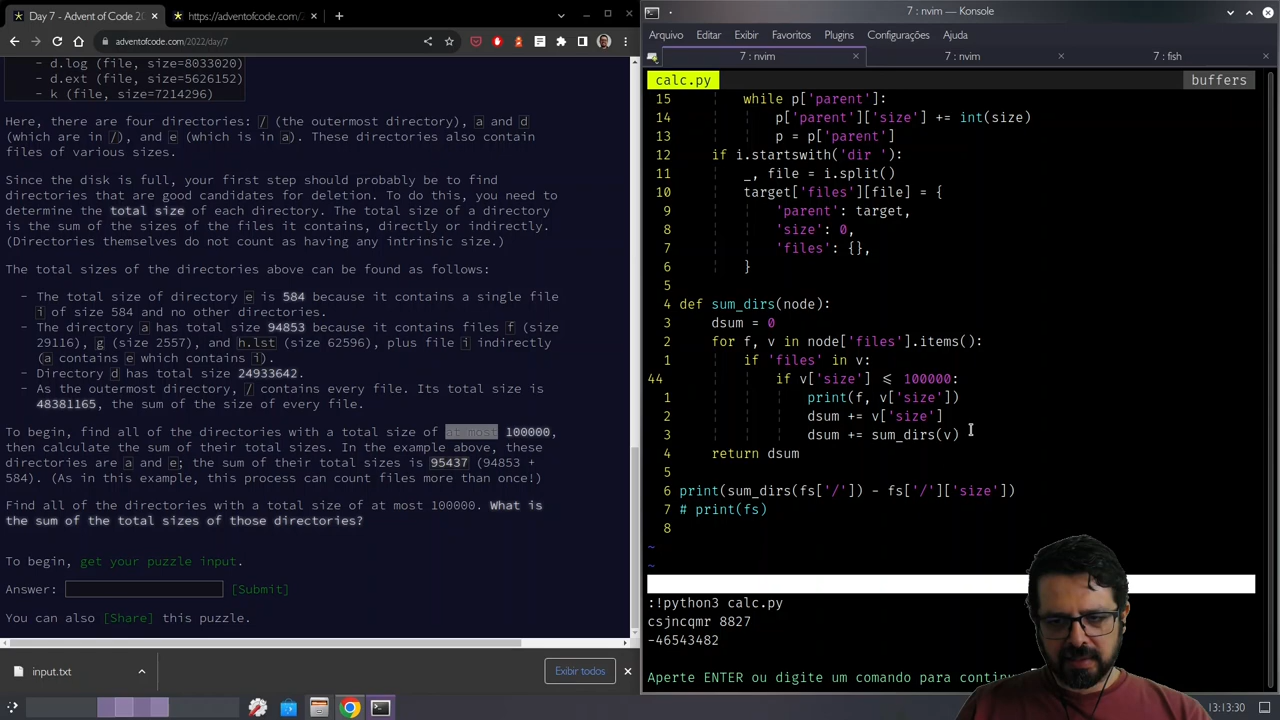 Day 7 - Advent of Code 20
https://adventofcode.com/2
7 : nvim — Konsole
adventofcode.com/2022/day/7
Arquivo Editar Exibir Favoritos Plugins Configurações Ajuda
7 : nvim
7 : nvim
7 : fish
- d.log (file, size=8033020)
- d.ext (file, size=5626152)
- k (file, size=7214296)
Here, there are four directories: / (the outermost directory), a and d
(which are in /), and e (which is in a). These directories also contain
files of various sizes.
Since the disk is full, your first step should probably be to find
directories that are good candidates for deletion. To do this, you need to
determine the total size of each directory. The total size of a directory
is the sum of the sizes of the files it contains, directly or indirectly.
(Directories themselves do not count as having any intrinsic size.)
The total sizes of the directories above can be found as follows:
- The total size of directory e is 584 because it contains a single file
i of size 584 and no other directories.
- The directory a has total size 94853 because it contains files f (size
29116), g (size 2557), and h.lst (size 62596), plus file i indirectly
(a contains e which contains i).
- Directory d has total size 24933642.
- As the outermost directory, / contains every file. Its total size is
48381165, the sum of the size of every file.
To begin, find all of the directories with a total size of at most 100000,
then calculate the sum of their total sizes. In the example above, these
directories are a and e; the sum of their total sizes is 95437 (94853 +
584). (As in this example, this process can count files more than once!)
Find all of the directories with a total size of at most 100000. What is
the sum of the total sizes of those directories?
To begin, get your puzzle input.
Answer: [Submit]
You can also [Share] this puzzle.
input.txt
Exibir todos
calc.py
buffers
15 while p['parent']:
14 p['parent']['size'] += int(size)
13 p = p['parent']
12 if i.startswith('dir '):
11 _, file = i.split()
10 target['files'][file] = {
9 'parent': target,
8 'size': 0,
7 'files': {},
6 }
5
4 def sum_dirs(node):
3 dsum = 0
2 for f, v in node['files'].items():
1 if 'files' in v:
44 if v['size'] <= 100000:
1 print(f, v['size'])
2 dsum += v['size']
3 dsum += sum_dirs(v)
4 return dsum
5
6 print(sum_dirs(fs['/']) - fs['/']['size'])
7 # print(fs)
8
~
~
:!python3 calc.py
csjncqmr 8827
-46543482
Aperte ENTER ou digite um comando para continu
13:13:30